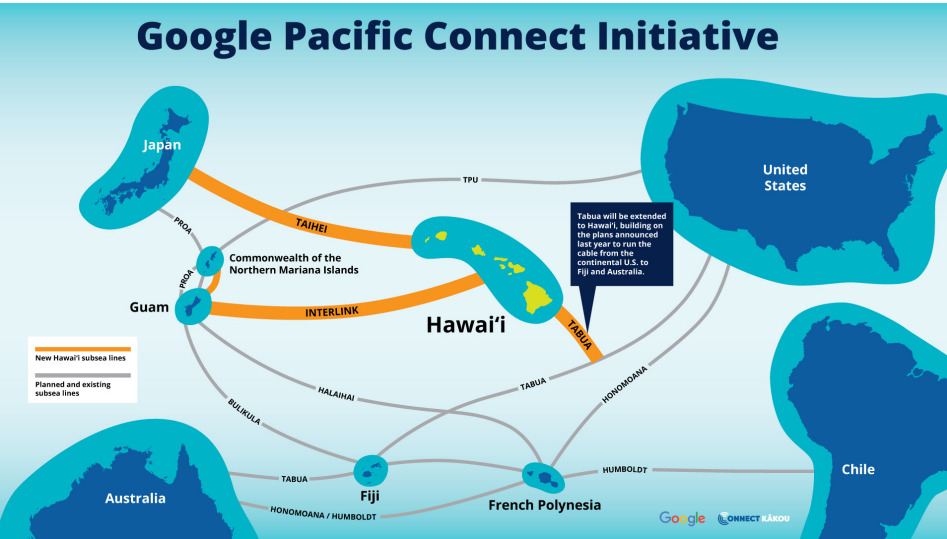 Google Pacific Connect Initiative
Japan
United
States
TPU
PROA
TAIHEI
Tabua will be extended
to Hawai‘i, building on
the plans announced
last year to run the
cable from the
continental U.S. to
Fiji and Australia.
Commonwealth of the
Northern Mariana Islands
PROA
Guam
INTERLINK
Hawai‘i
TABUA
New Hawai‘i subsea lines
Planned and existing
subsea lines
HALAIHAI
TABUA
HONOMOANA
BULIKULA
TABUA
Fiji
HUMBOLDT
Chile
Australia
HONOMOANA / HUMBOLDT
French Polynesia
Google
CONNECT KĀKOU